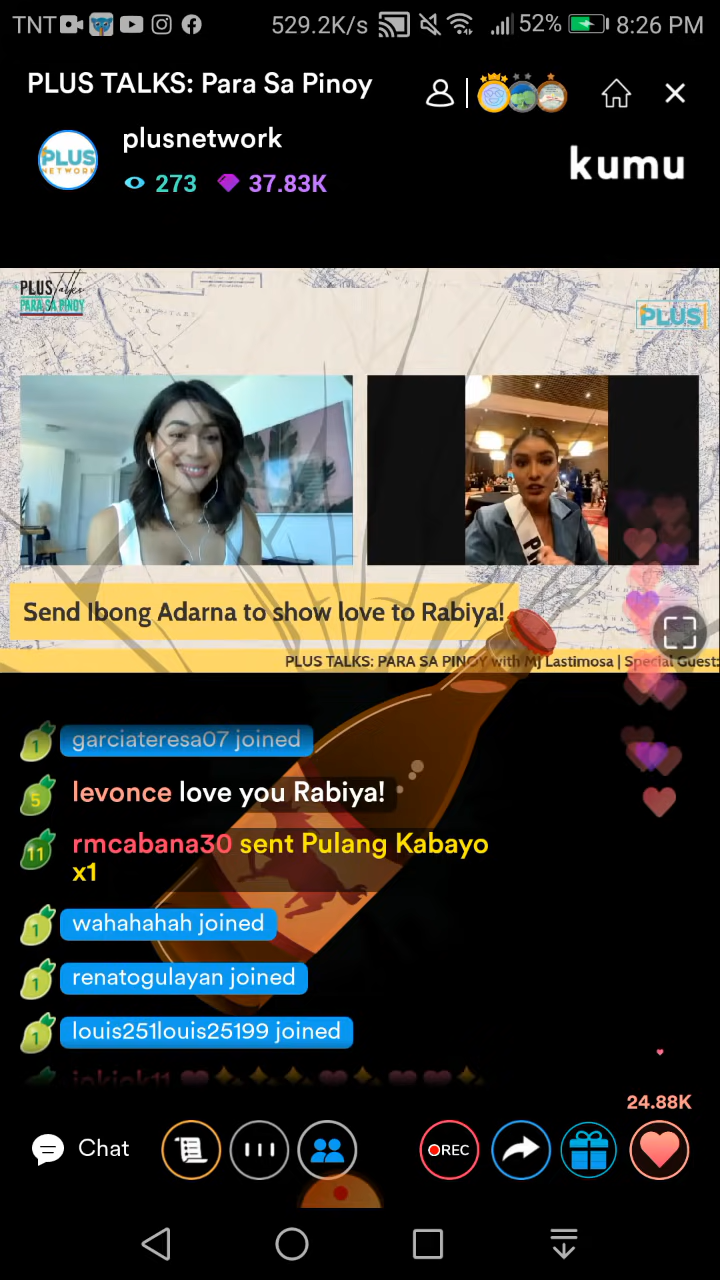 TNT 529.2K/s 52% 8:26 PM
PLUS TALKS: Para Sa Pinoy
plusnetwork
PLUS
NETWORK
273 37.83K
kumu
PLUS Talks
PARA SA PINOY
PLUS
Send Ibong Adarna to show love to Rabiya!
PLUS TALKS: PARA SA PINOY with MJ Lastimosa | Special Guest:
1 garciateresa07 joined
5 levonce love you Rabiya!
11 rmcabana30 sent Pulang Kabayo
x1
1 wahahahah joined
1 renatogulayan joined
1 louis251louis25199 joined
24.88K
Chat
REC